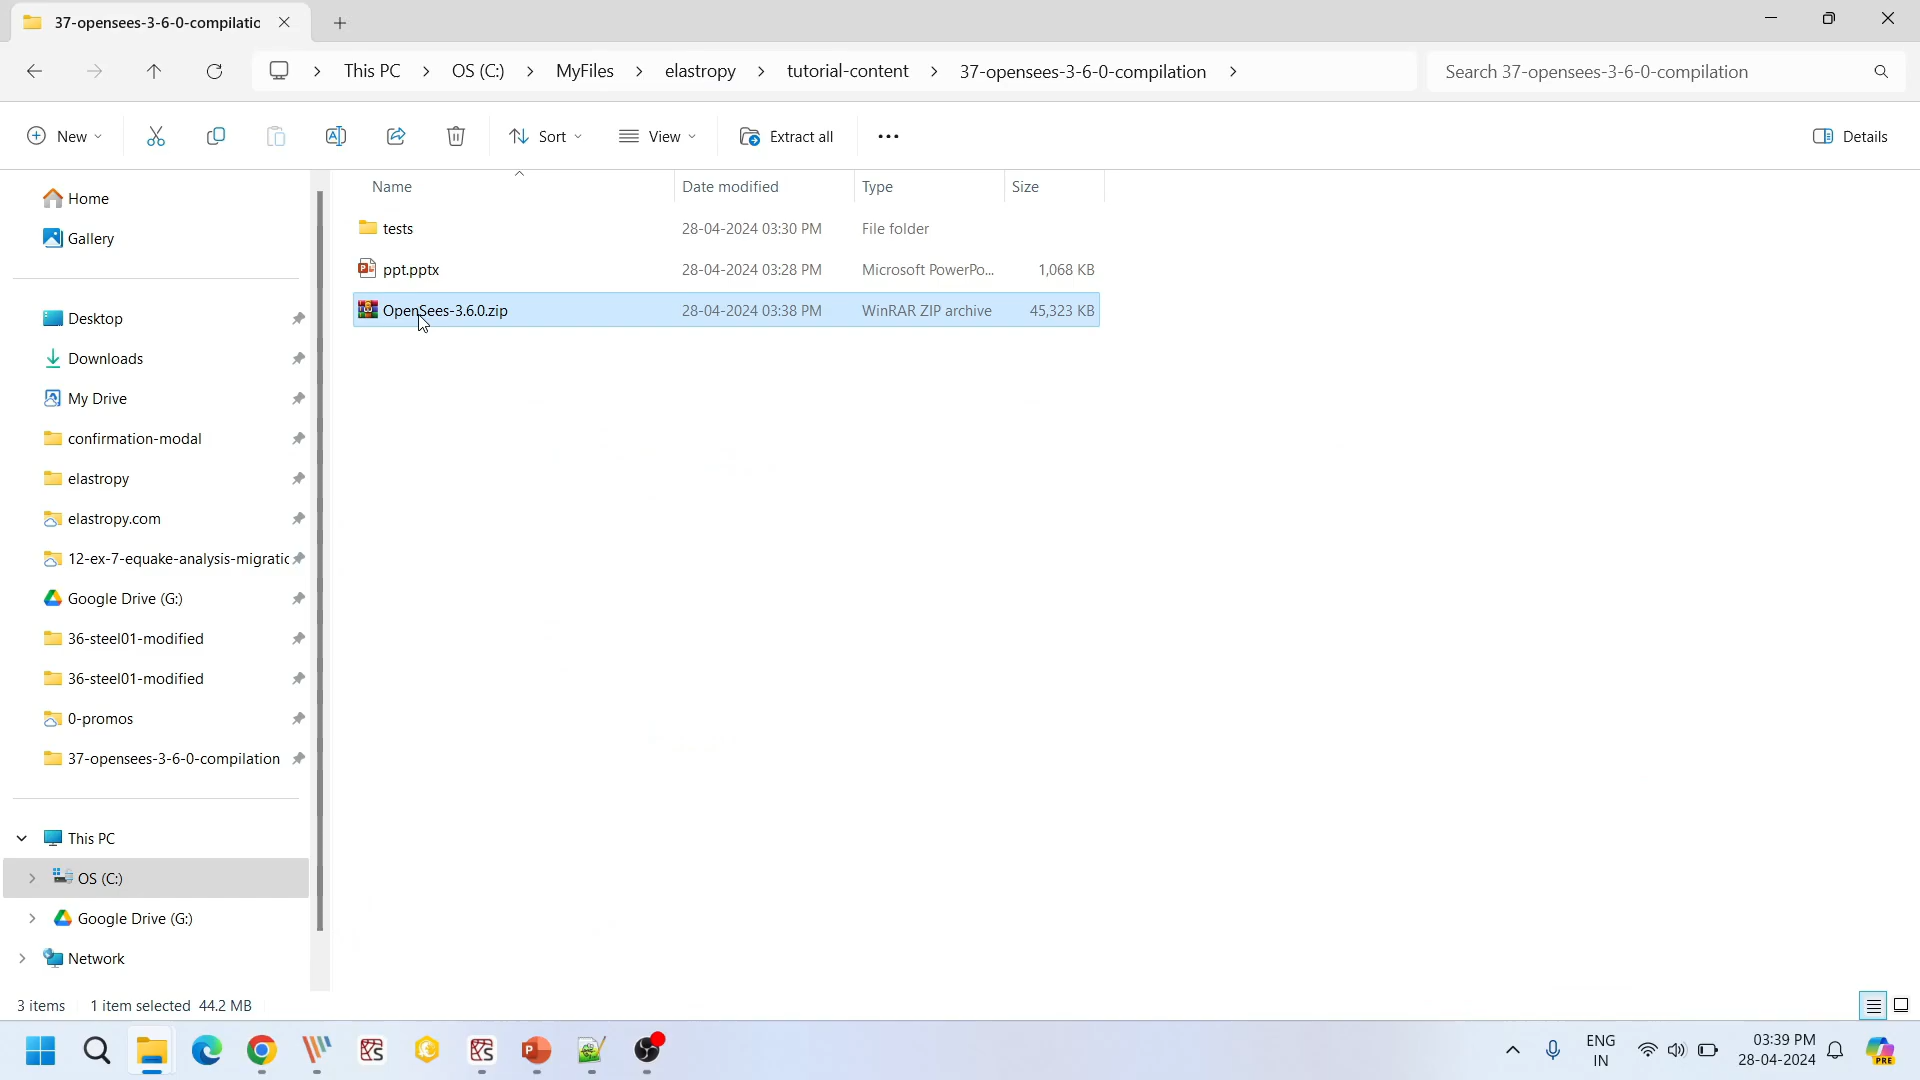 37-opensees-3-6-0-compilatic
This PC
OS (C:)
MyFiles
elastropy
tutorial-content
37-opensees-3-6-0-compilation
Search 37-opensees-3-6-0-compilation
New
Sort
View
Extract all
Details
Name
Date modified
Type
Size
tests
28-04-2024 03:30 PM
File folder
ppt.pptx
28-04-2024 03:28 PM
Microsoft PowerPo...
1,068 KB
OpenSees-3.6.0.zip
28-04-2024 03:38 PM
WinRAR ZIP archive
45,323 KB
Home
Gallery
Desktop
Downloads
My Drive
confirmation-modal
elastropy
elastropy.com
12-ex-7-equake-analysis-migratic
Google Drive (G:)
36-steel01-modified
36-steel01-modified
0-promos
37-opensees-3-6-0-compilation
This PC
OS (C:)
Google Drive (G:)
Network
3 items
1 item selected 44.2 MB
ENG
IN
03:39 PM
28-04-2024
PRE